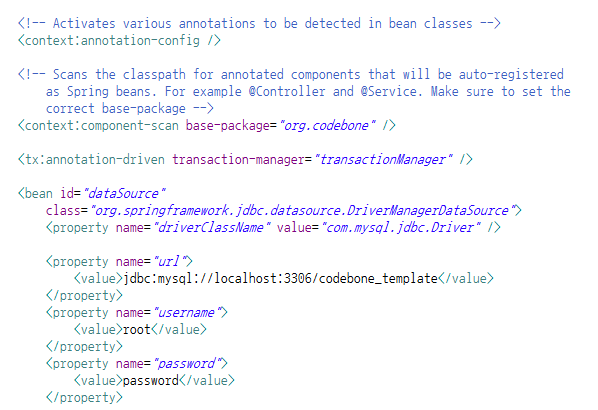 <!-- Activates various annotations to be detected in bean classes -->
<context:annotation-config />
<!-- Scans the classpath for annotated components that will be auto-registered
as Spring beans. For example @Controller and @Service. Make sure to set the
correct base-package -->
<context:component-scan base-package="org.codebone" />
<tx:annotation-driven transaction-manager="transactionManager" />
<bean id="dataSource"
class="org.springframework.jdbc.datasource.DriverManagerDataSource">
<property name="driverClassName" value="com.mysql.jdbc.Driver" />
<property name="url">
<value>jdbc:mysql://localhost:3306/codebone_template</value>
</property>
<property name="username">
<value>root</value>
</property>
<property name="password">
<value>password</value>
</property>